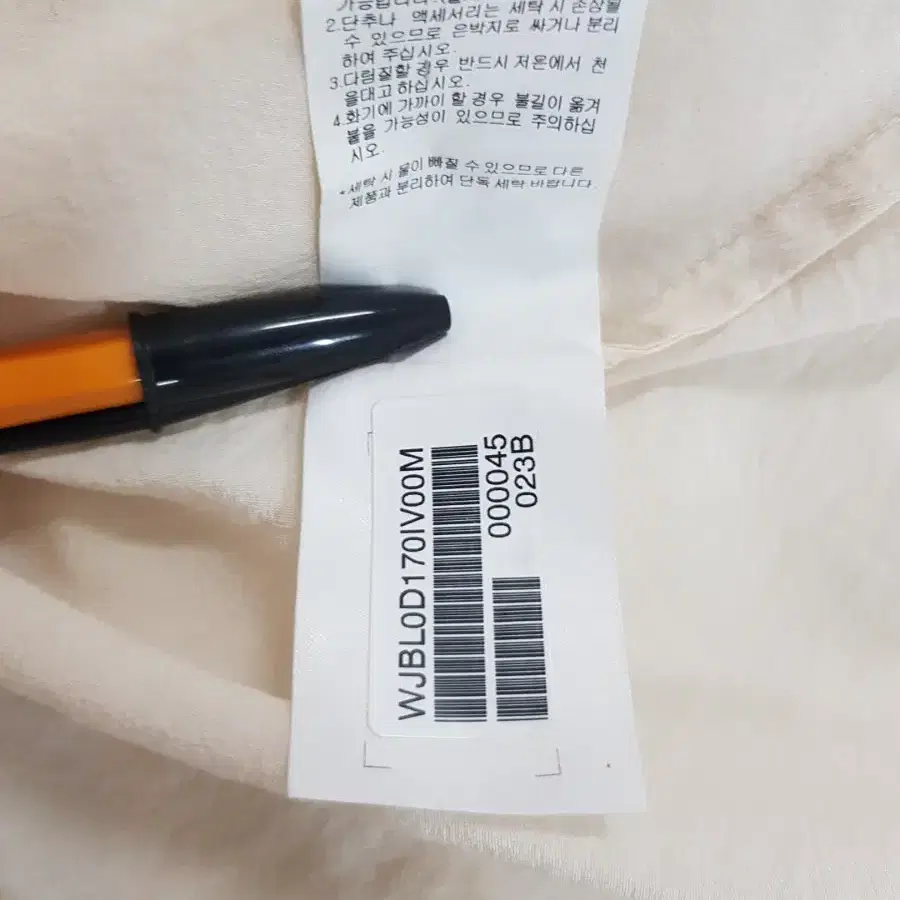 2.단추나 액세서리는 세탁 시 손상될
수 있으므로 은박지로 싸거나 분리
하여 주십시오.
3.다림질할 경우 반드시 저온에서 천
을대고 하십시오.
4.화기에 가까이 할 경우 불길이 옮겨
붙을 가능성이 있으므로 주의하십
시오.
*세탁 시 물이 빠질 수 있으므로 다른
제품과 분리하여 단독 세탁 바랍니다.
WJBL0D170IV00M
000045
023B